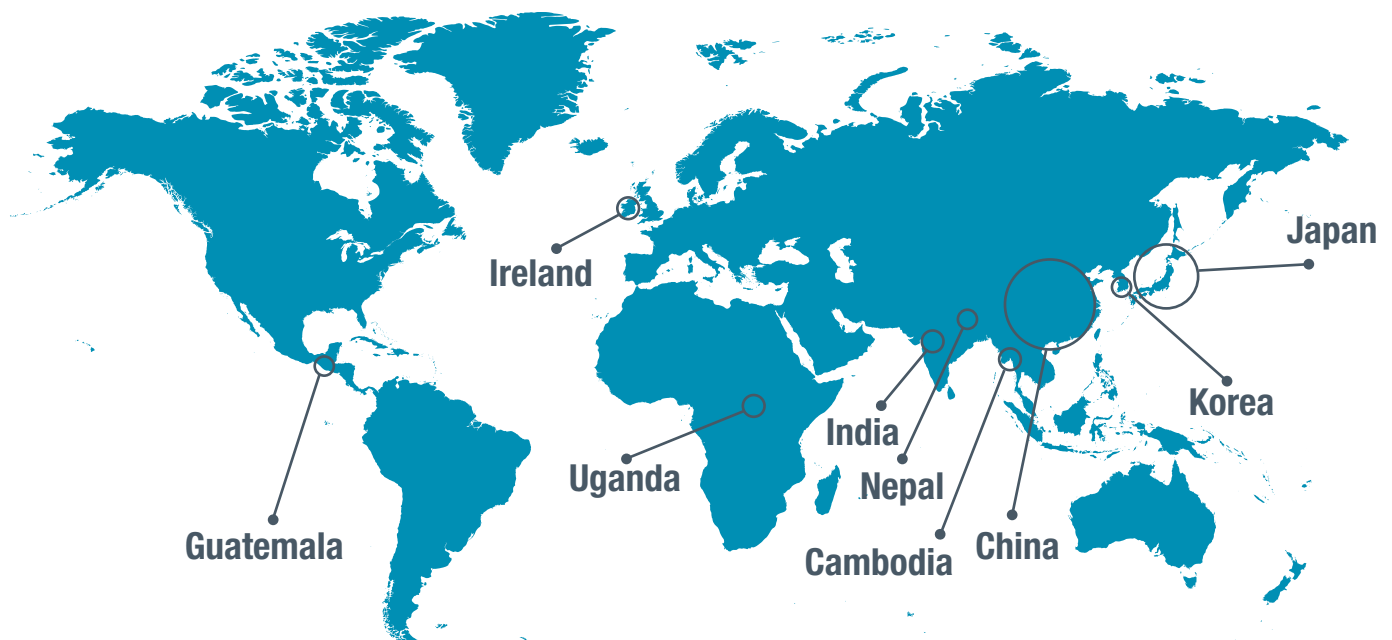 Japan
Ireland
Korea
India
Uganda
Nepal
Guatemala
China
Cambodia